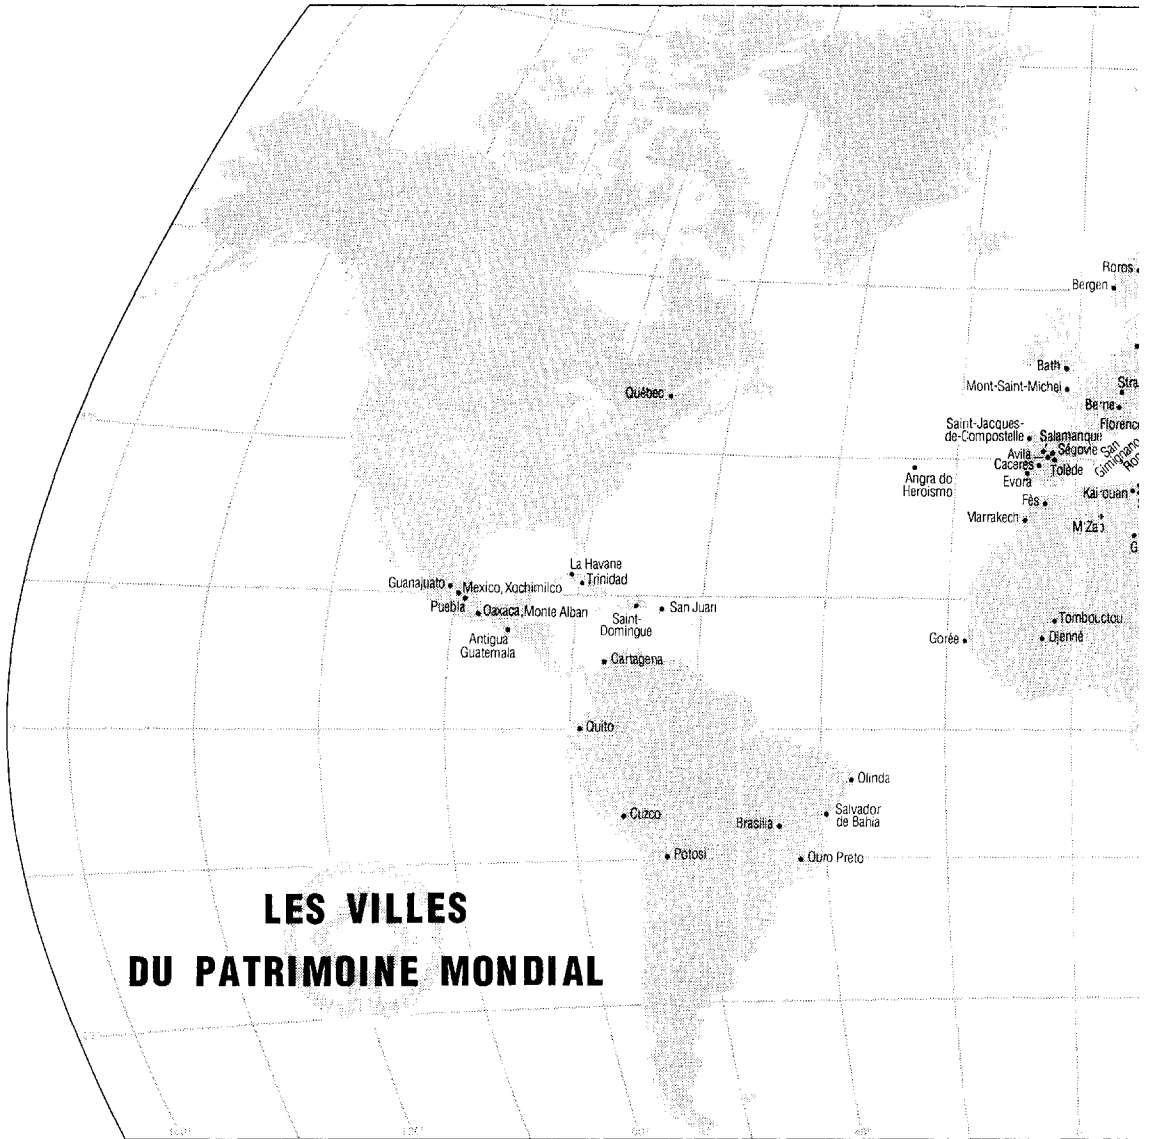 Roros
Bergen
Bath
Mont-Saint-Michel
Stra
Berne
Québec
Florence
Saint-Jacques-
de-Compostelle
Salamanque
Avila
Ségovie
San
Gimignano
Caceres
Tolède
Evora
Angra do
Heroismo
Kairouan
Fès
Marrakech
G
La Havane
Trinidad
Guanajuato
Mexico, Xochimilco
Puebla
Oaxaca, Monte Alban
San Juan
Saint-
Domingue
Antigua
Guatemala
Tombouctou
Gorée
Djenné
Cartagena
Quito
Olinda
Cuzco
Salvador
de Bahia
Brasilia
Potosi
Ouro Preto
LES VILLES
DU PATRIMOINE MONDIAL